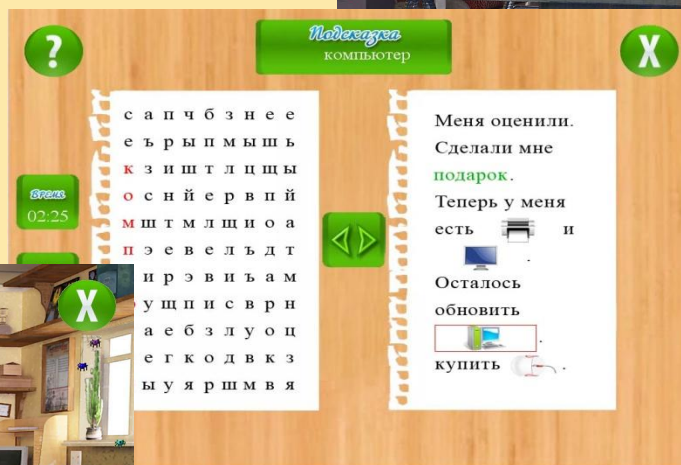 ?
Подсказка
компьютер
X
Время
02:25
с а п ч б з н е е
е ъ р ы п м ы ш ь
к з и ш т л ц щ ы
о с н й е р в п й
м ш т м л щ и о а
п э е в е л ъ д т
и р э в и ъ а м
у щ п и с в р н
а е б з л у о ц
е г к о д в к з
ы у я р ш м в я
Меня оценили.
Сделали мне
подарок.
Теперь у меня
есть и
.
Осталось
обновить
.
купить .
X